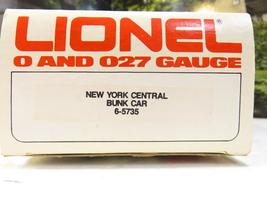 LIONEL
O AND O27 GAUGE
NEW YORK CENTRAL
BUNK CAR
6-5735